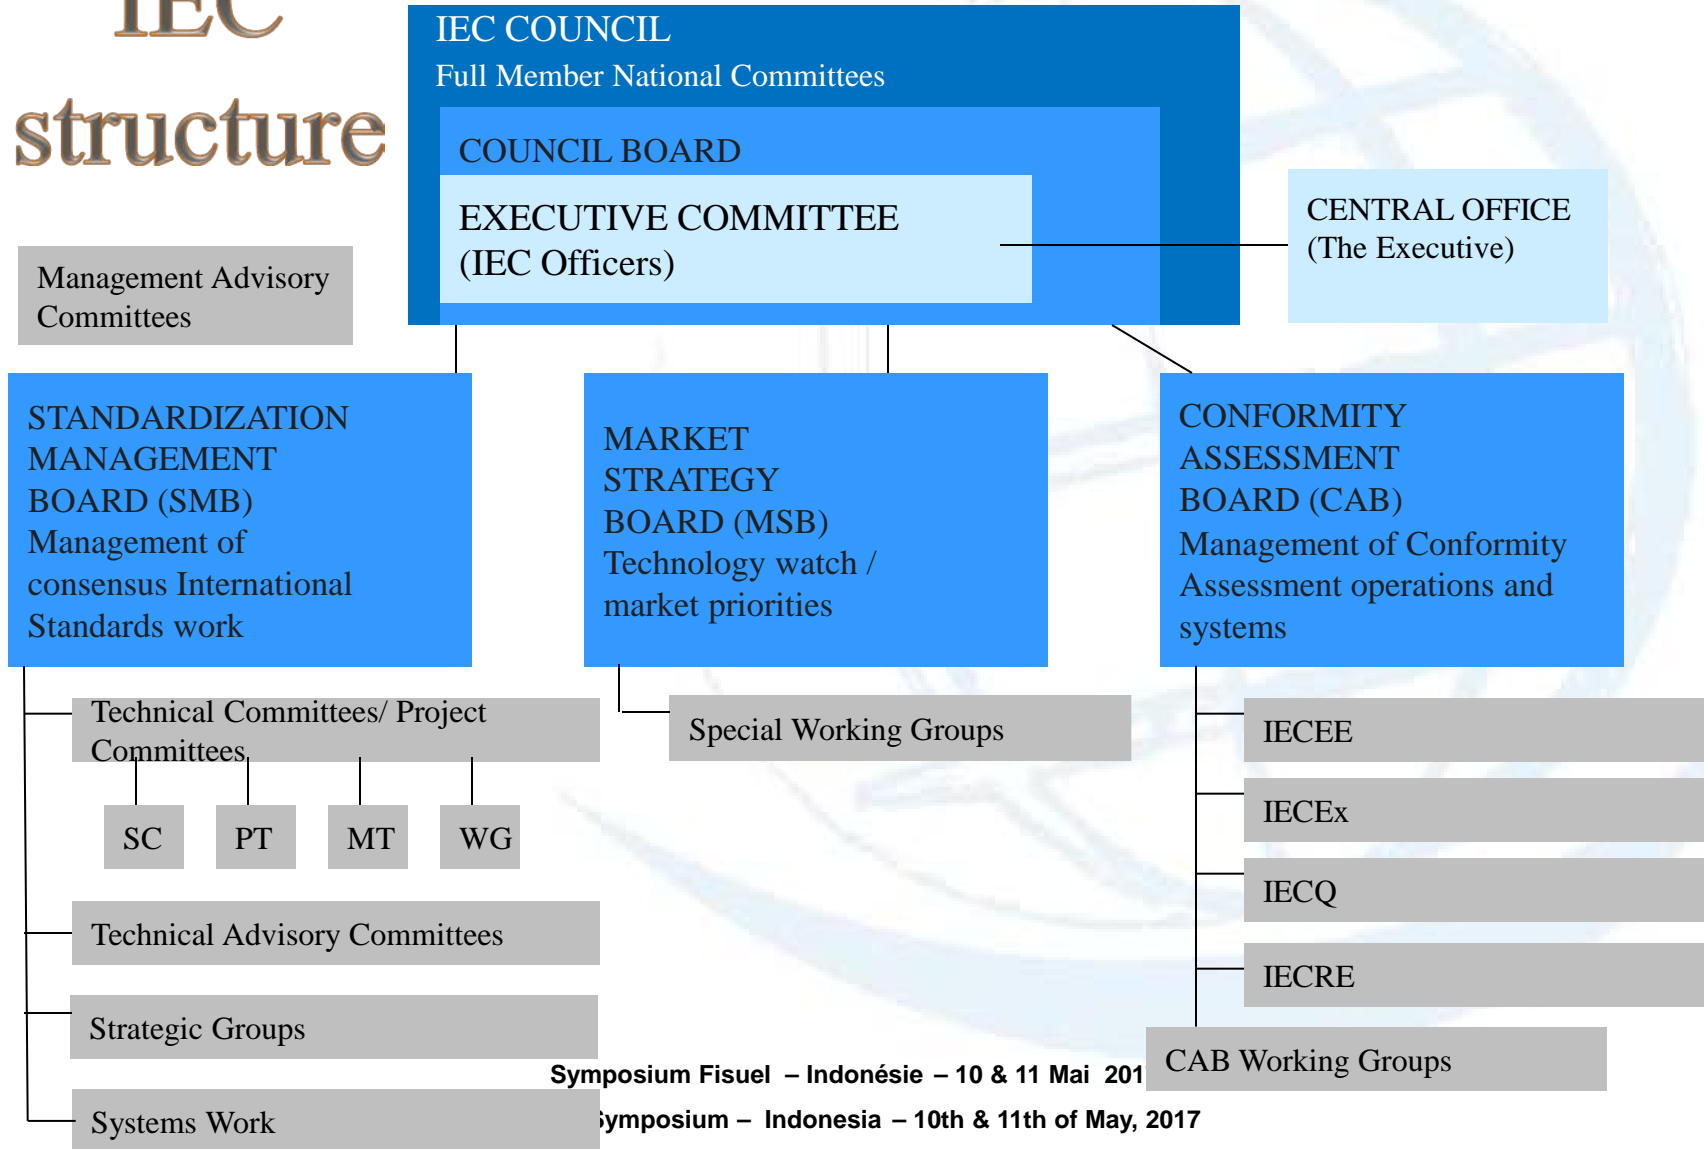 IEC
structure
IEC COUNCIL
Full Member National Committees
COUNCIL BOARD
EXECUTIVE COMMITTEE
(IEC Officers)
CENTRAL OFFICE
(The Executive)
Management Advisory
Committees
STANDARDIZATION
MANAGEMENT
BOARD (SMB)
Management of
consensus International
Standards work
MARKET
STRATEGY
BOARD (MSB)
Technology watch /
market priorities
CONFORMITY
ASSESSMENT
BOARD (CAB)
Management of Conformity
Assessment operations and
systems
Technical Committees/ Project
Committees
SC
PT
MT
WG
Technical Advisory Committees
Strategic Groups
Systems Work
Special Working Groups
IECEE
IECEx
IECQ
IECRE
CAB Working Groups
Symposium Fisuel – Indonésie – 10 & 11 Mai 201
Symposium – Indonesia – 10th & 11th of May, 2017